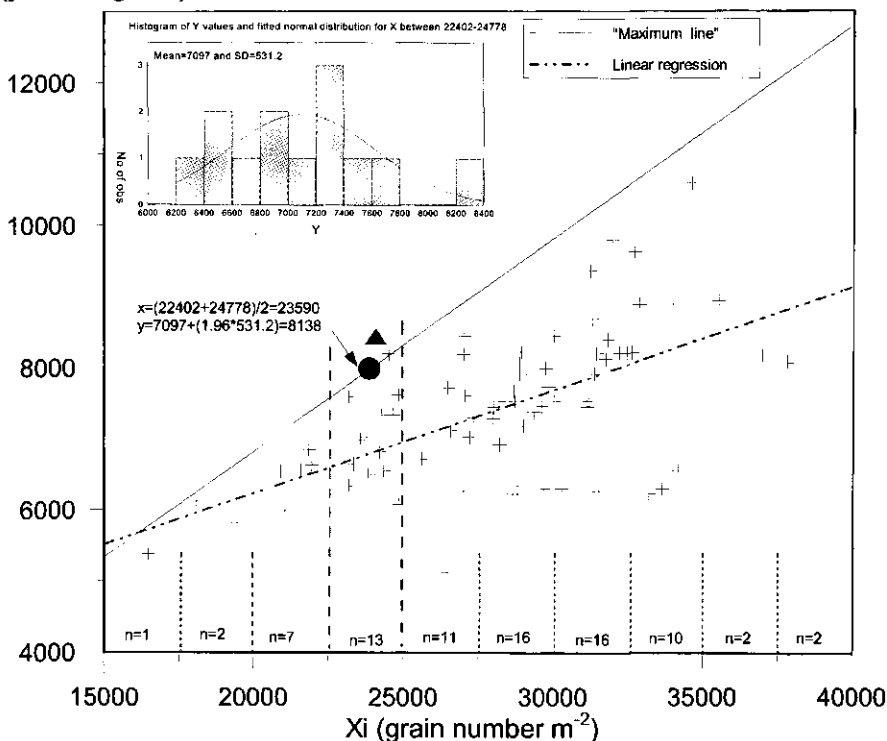 Histogram of Y values and fitted normal distribution for X between 22402-24778
Mean=7097 and SD=531.2
3
2
1
0
No of obs
6000 6200 6400 6600 6800 7000 7200 7400 7600 7800 8000 8200 8400
Y
"Maximum line"
Linear regression
12000
10000
8000
6000
4000
x=(22402+24778)/2=23590
y=7097+(1.96*531.2)=8138
n=1 n=2 n=7 n=13 n=11 n=16 n=16 n=10 n=2 n=2
15000 20000 25000 30000 35000 40000
Xi (grain number m-2)